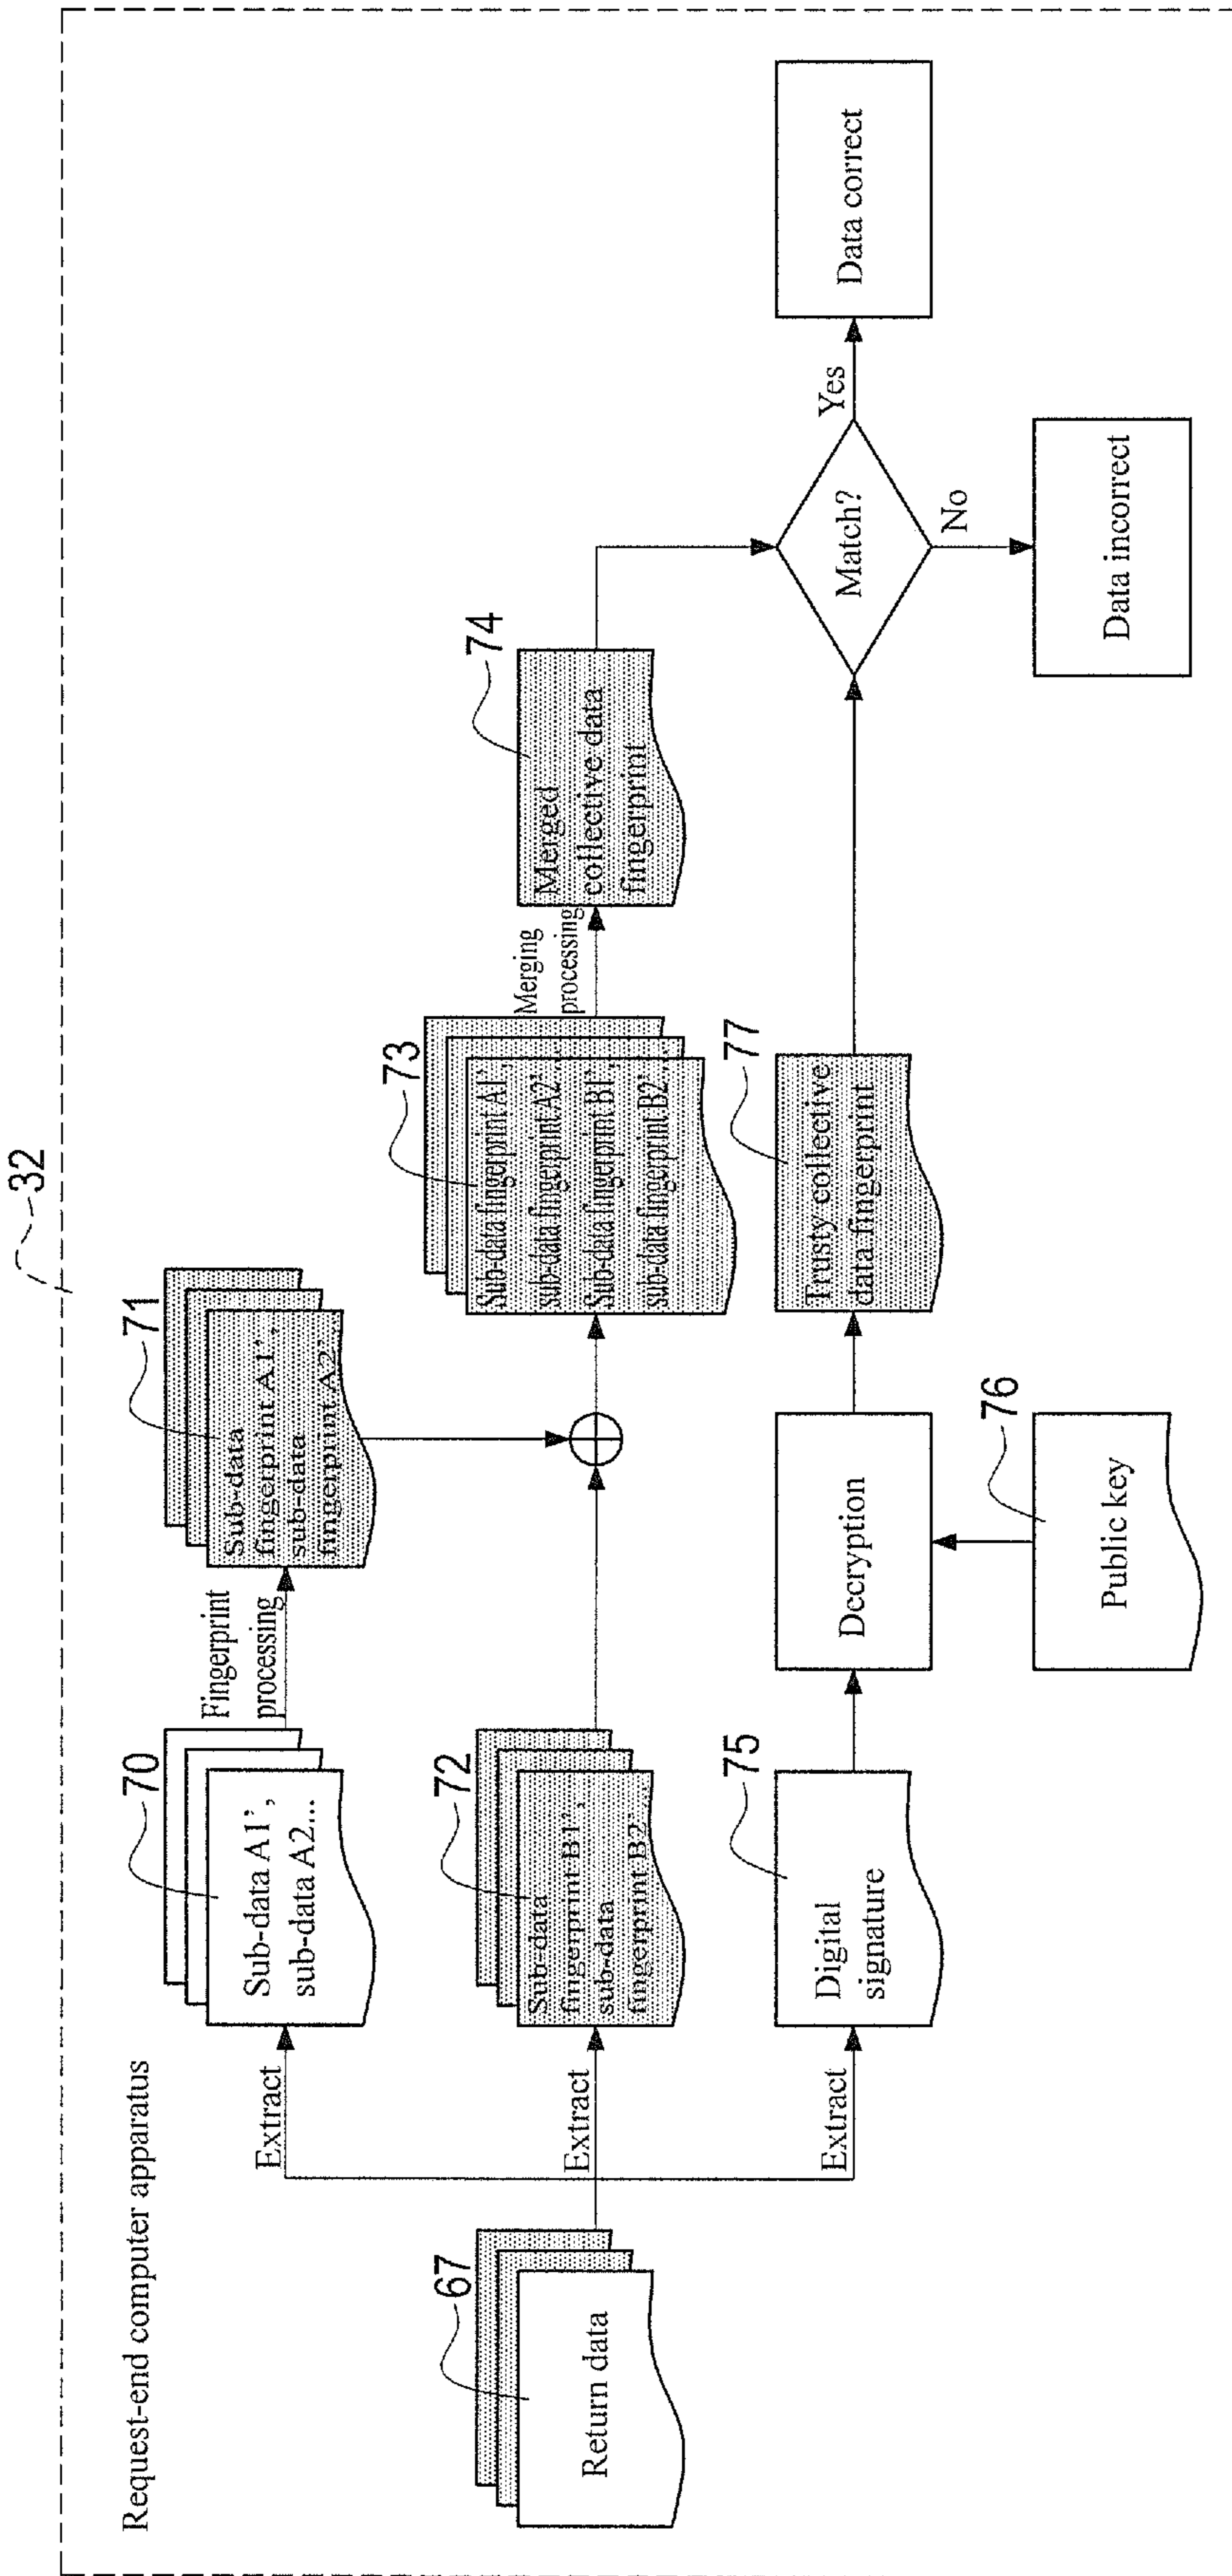 32
Request-end computer apparatus
67
Return data
Extract
Extract
Extract
70
Sub-data A1’,
sub-data A2...
Fingerprint
processing
71
Sub-data
fingerprint A1’,
sub-data
fingerprint A2’...
72
Sub-data
fingerprint B1’,
sub-data
fingerprint B2’...
73
Sub-data fingerprint A1’,
sub-data fingerprint A2’...
Sub-data fingerprint B1’,
sub-data fingerprint B2’...
Merging
processing
74
Merged
collective data
fingerprint
75
Digital
signature
Decryption
76
Public key
77
Trusty collective
data fingerprint
Match?
Yes
No
Data correct
Data incorrect